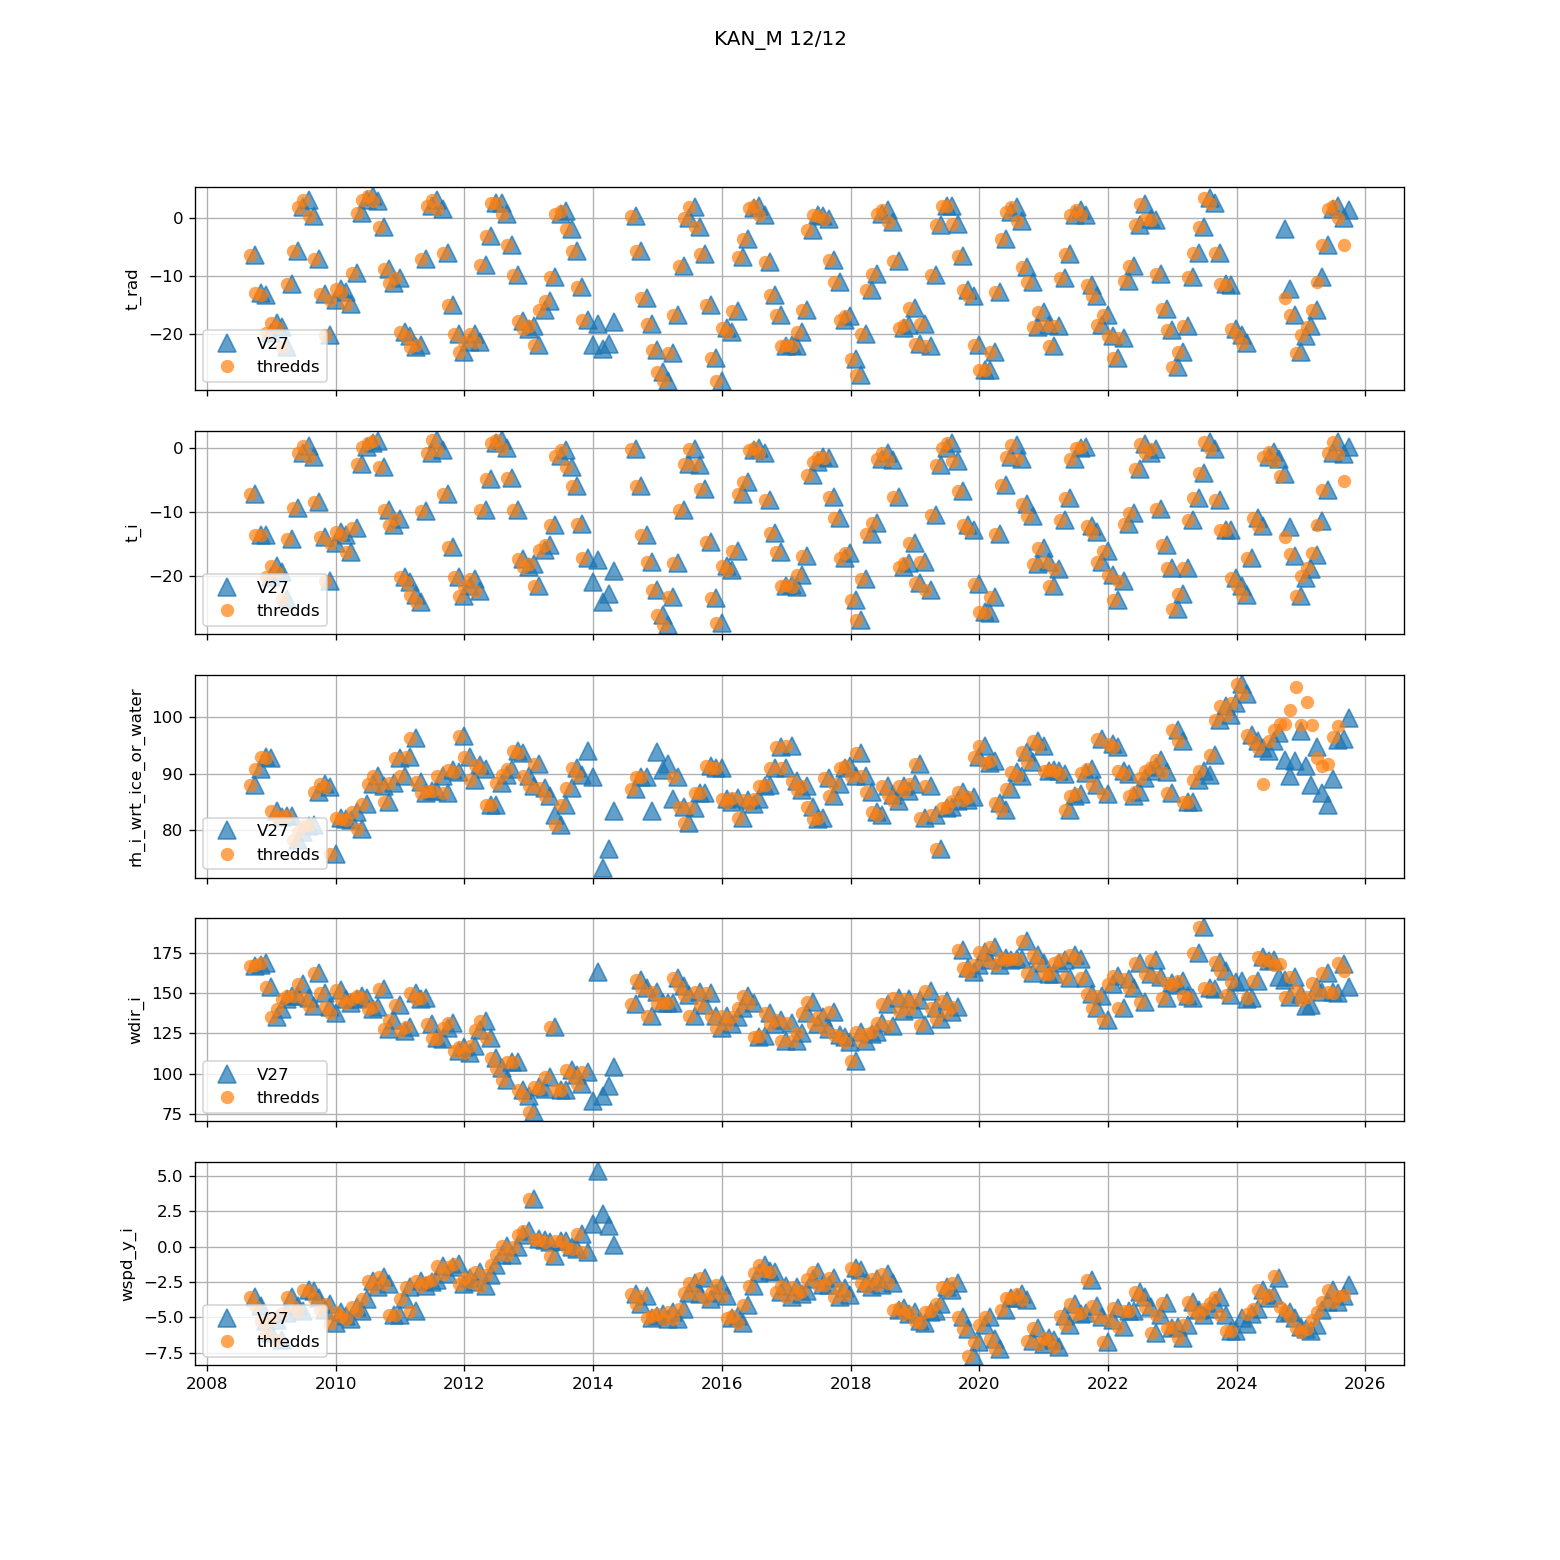 KAN_M 12/12
t_rad
0
−10
−20
V27
thredds
t_i
0
−10
−20
V27
thredds
rh_i_wrt_ice_or_water
100
90
80
V27
thredds
wdir_i
175
150
125
100
75
V27
thredds
wspd_y_i
5.0
2.5
0.0
−2.5
−5.0
−7.5
V27
thredds
2008 2010 2012 2014 2016 2018 2020 2022 2024 2026